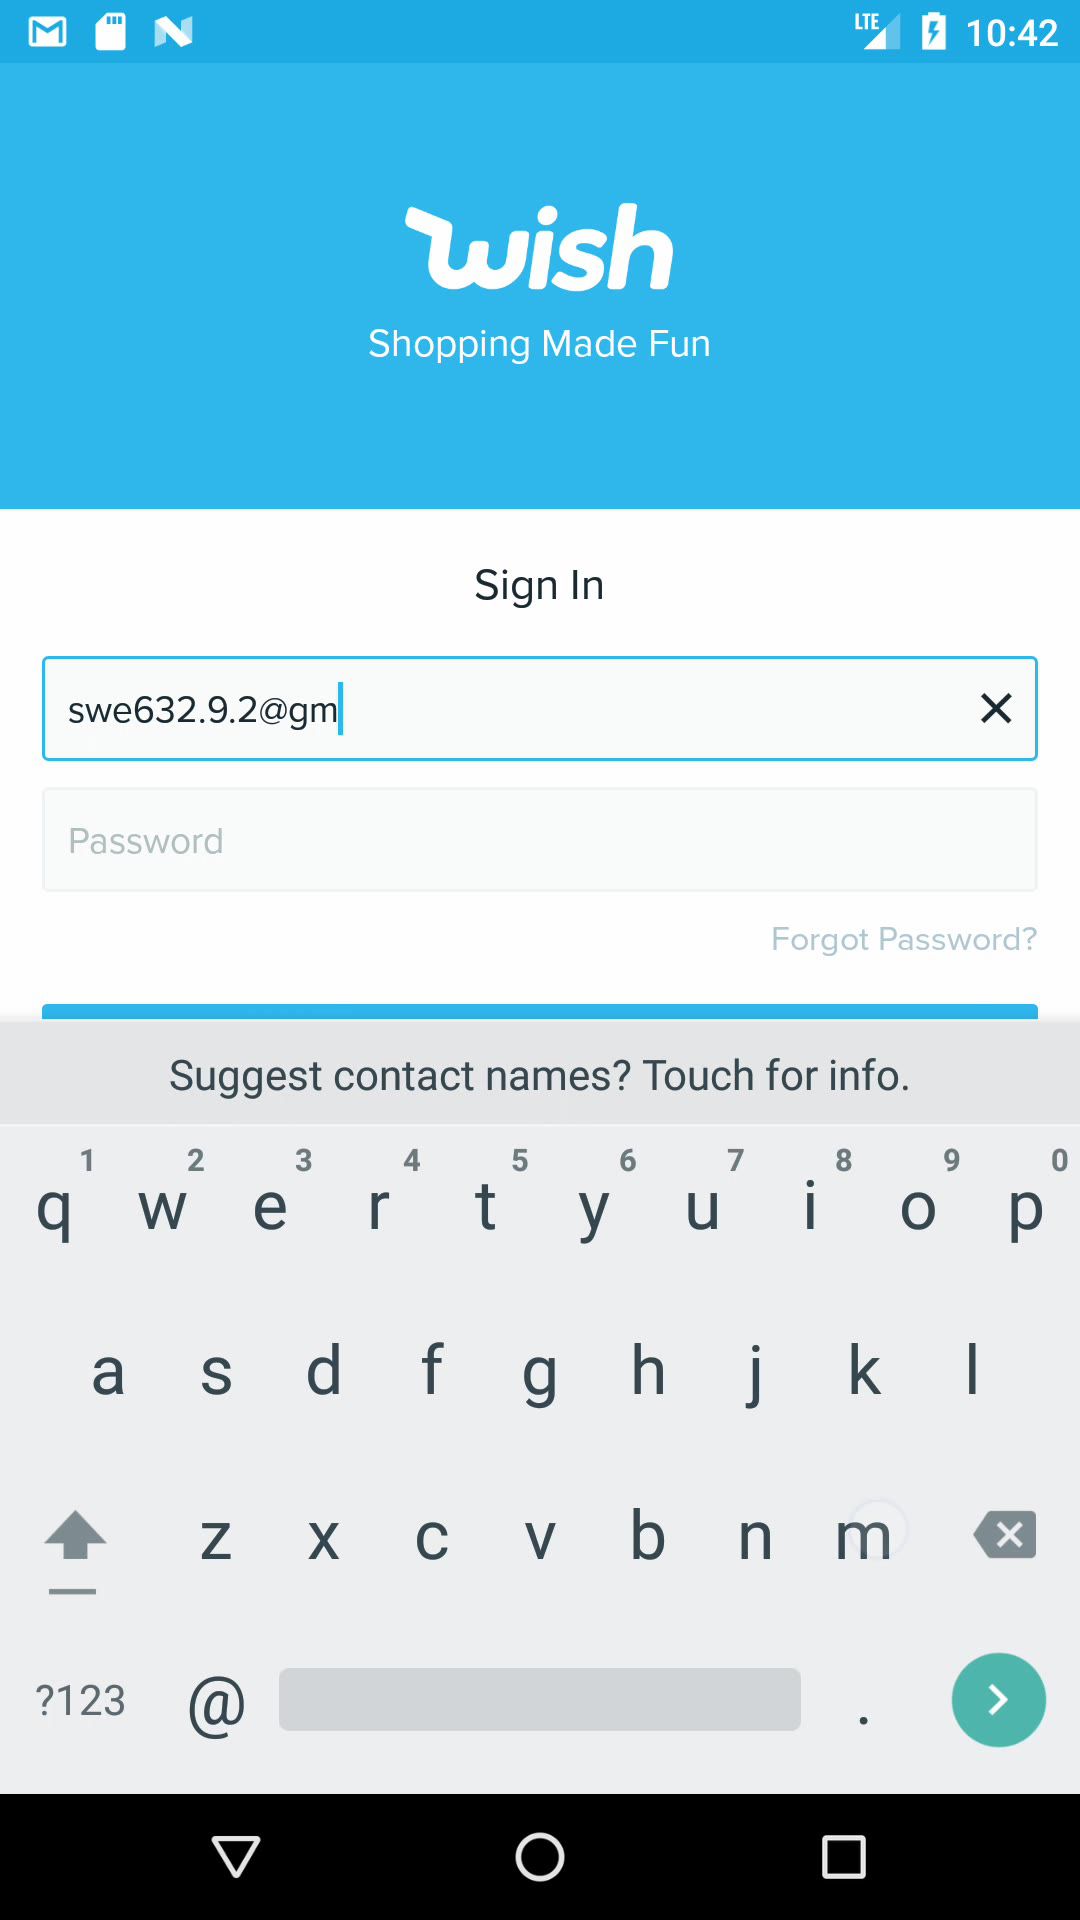 LTE 10:42
wish
Shopping Made Fun
Sign In
swe632.9.2@gm
Password
Forgot Password?
Suggest contact names? Touch for info.
1 2 3 4 5 6 7 8 9 0
q w e r t y u i o p
a s d f g h j k l
z x c v b n m
?123 @ .